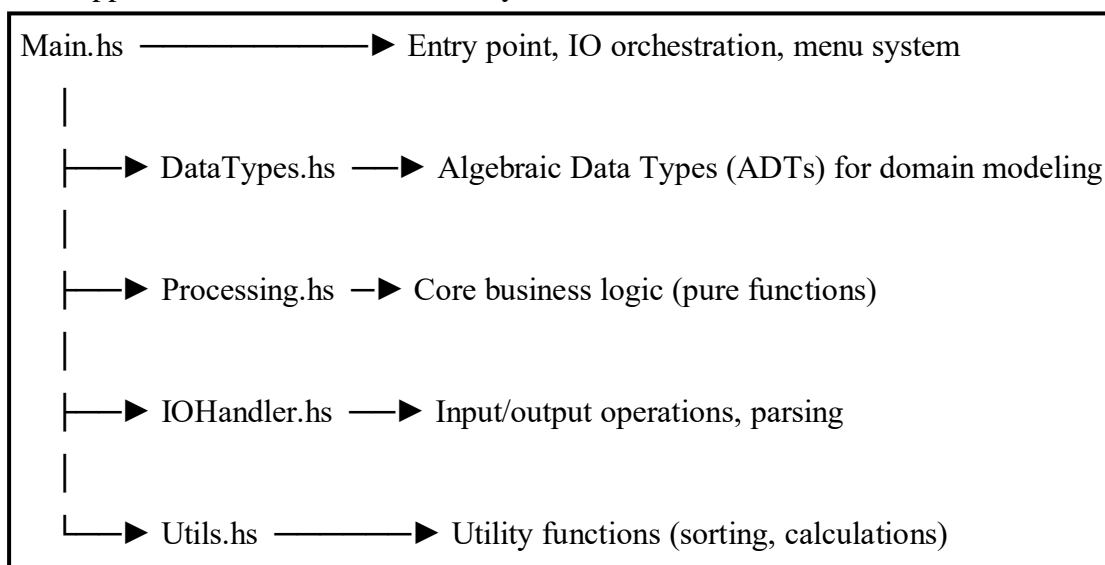 Main.hs ──────────► Entry point, IO orchestration, menu system
│
├──► DataTypes.hs ──► Algebraic Data Types (ADTs) for domain modeling
│
├──► Processing.hs ─► Core business logic (pure functions)
│
├──► IOHandler.hs ──► Input/output operations, parsing
│
└──► Utils.hs ─────► Utility functions (sorting, calculations)